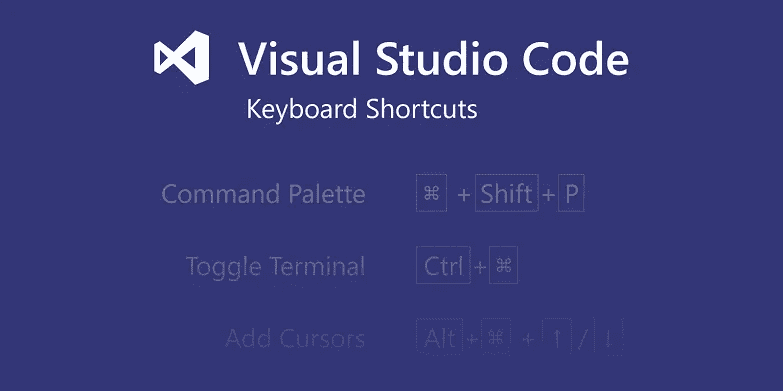 Visual Studio Code
Keyboard Shortcuts
Command Palette ⌘ + Shift + P
Toggle Terminal Ctrl + ⌘
Add Cursors Alt + ⌘ + ↑ / ↓